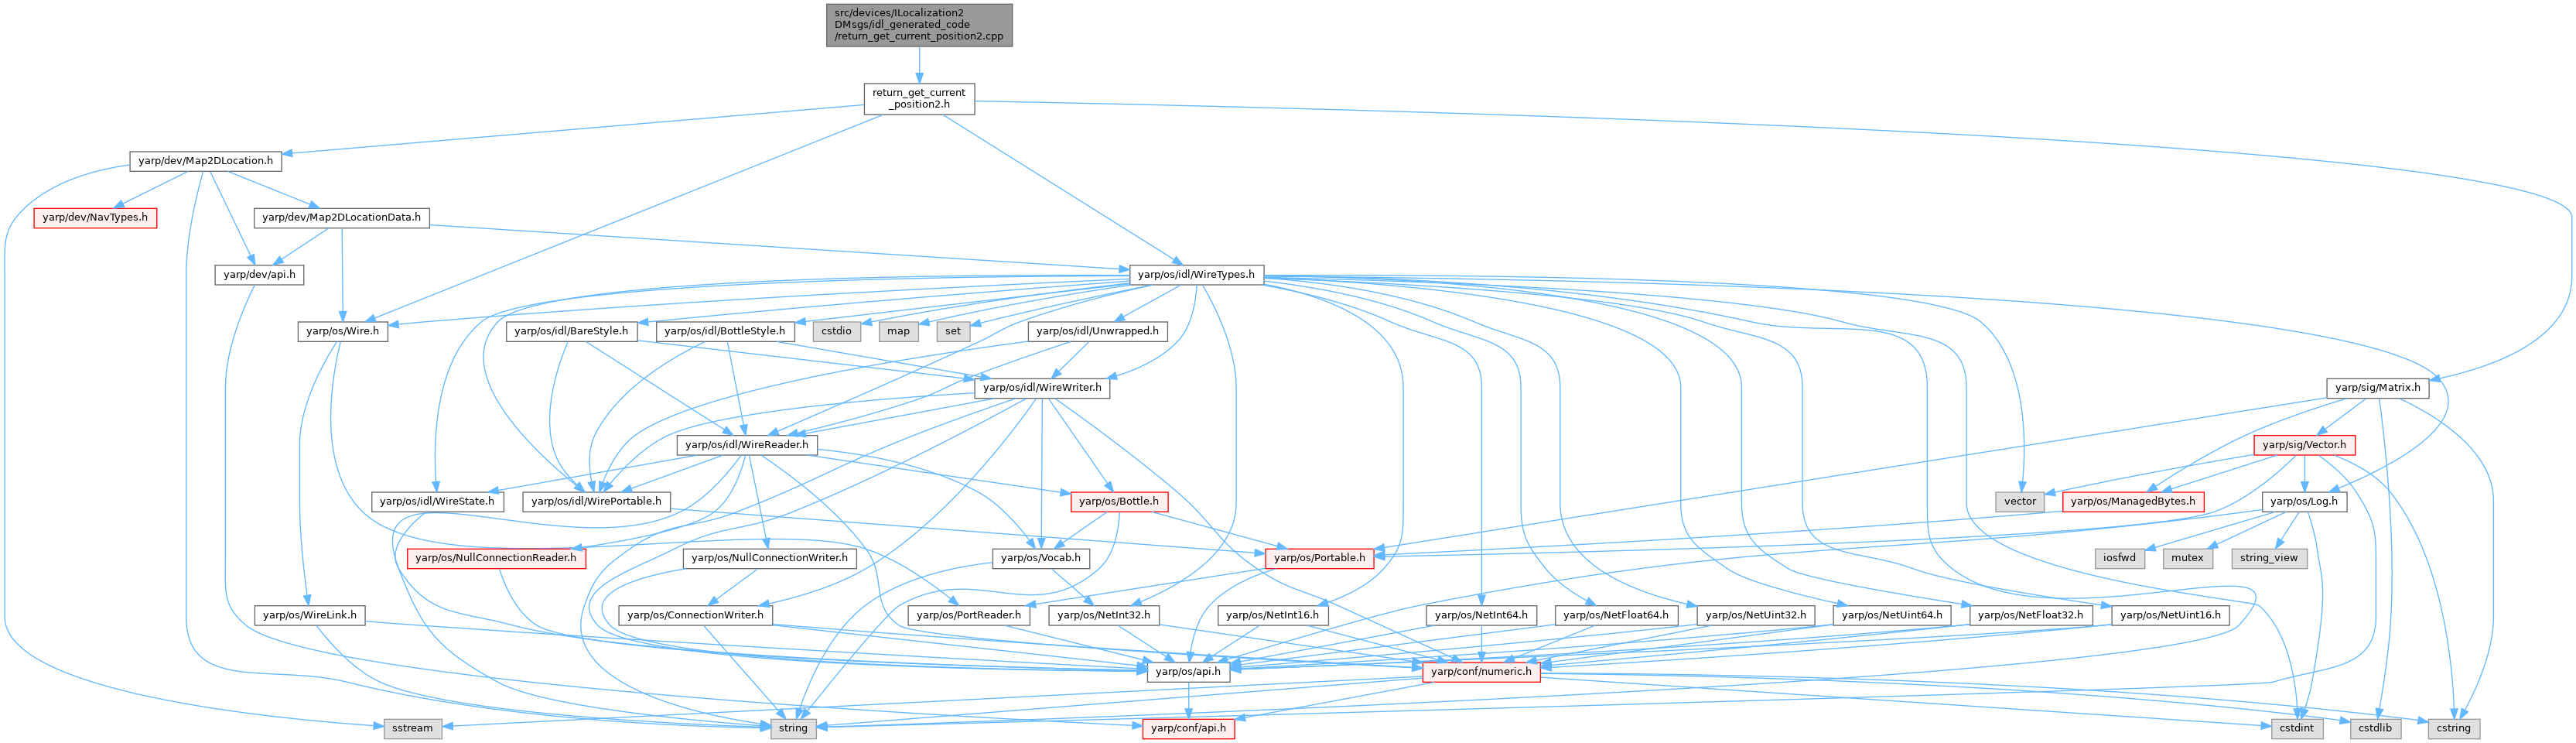 src/devices/ILocalization2
DMsgs/idl_generated_code
/return_get_current_position2.cpp
return_get_current
_position2.h
yarp/dev/Map2DLocation.h
yarp/dev/NavTypes.h
yarp/dev/Map2DLocationData.h
yarp/dev/api.h
yarp/os/idl/WireTypes.h
yarp/os/Wire.h
yarp/os/idl/BareStyle.h
yarp/os/idl/BottleStyle.h
cstdio
map
set
yarp/os/idl/Unwrapped.h
yarp/os/idl/WireWriter.h
yarp/sig/Matrix.h
yarp/os/idl/WireReader.h
yarp/sig/Vector.h
yarp/os/idl/WireState.h
yarp/os/idl/WirePortable.h
yarp/os/Bottle.h
vector
yarp/os/ManagedBytes.h
yarp/os/Log.h
yarp/os/NullConnectionReader.h
yarp/os/NullConnectionWriter.h
yarp/os/Vocab.h
yarp/os/Portable.h
iosfwd
mutex
string_view
yarp/os/WireLink.h
yarp/os/ConnectionWriter.h
yarp/os/PortReader.h
yarp/os/NetInt32.h
yarp/os/NetInt16.h
yarp/os/NetInt64.h
yarp/os/NetFloat64.h
yarp/os/NetUint32.h
yarp/os/NetUint64.h
yarp/os/NetFloat32.h
yarp/os/NetUint16.h
yarp/os/api.h
yarp/conf/numeric.h
sstream
string
yarp/conf/api.h
cstdint
cstdlib
cstring